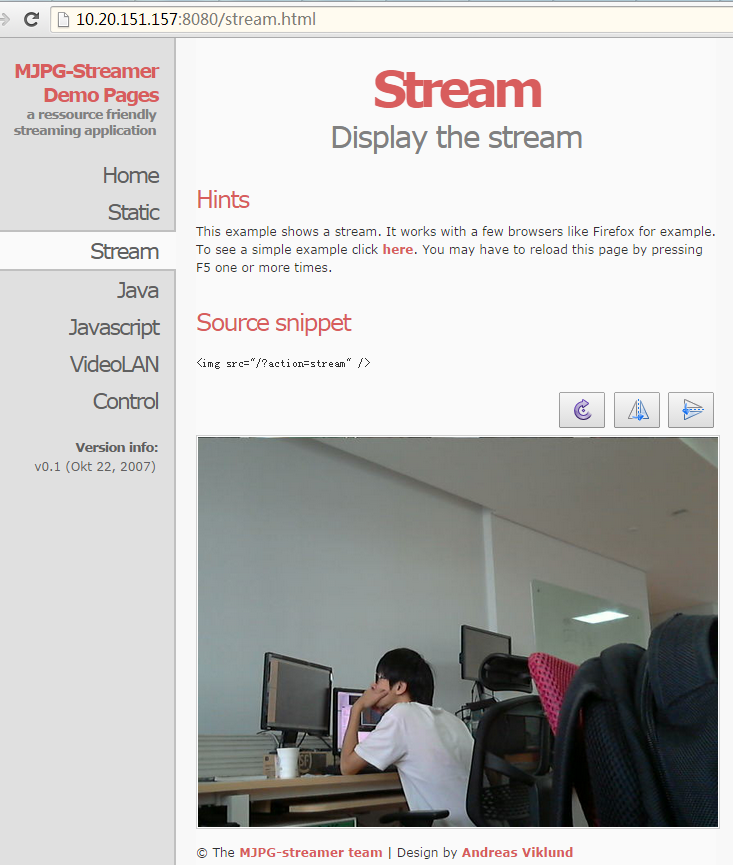 10.20.151.157:8080/stream.html
MJPG-Streamer
Demo Pages
a ressource friendly
streaming application
Home
Static
Stream
Java
Javascript
VideoLAN
Control
Version info:
v0.1 (Okt 22, 2007)
Stream
Display the stream
Hints
This example shows a stream. It works with a few browsers like Firefox for example.
To see a simple example click here. You may have to reload this page by pressing
F5 one or more times.
Source snippet
<img src="/?action=stream" />
© The MJPG-streamer team | Design by Andreas Viklund